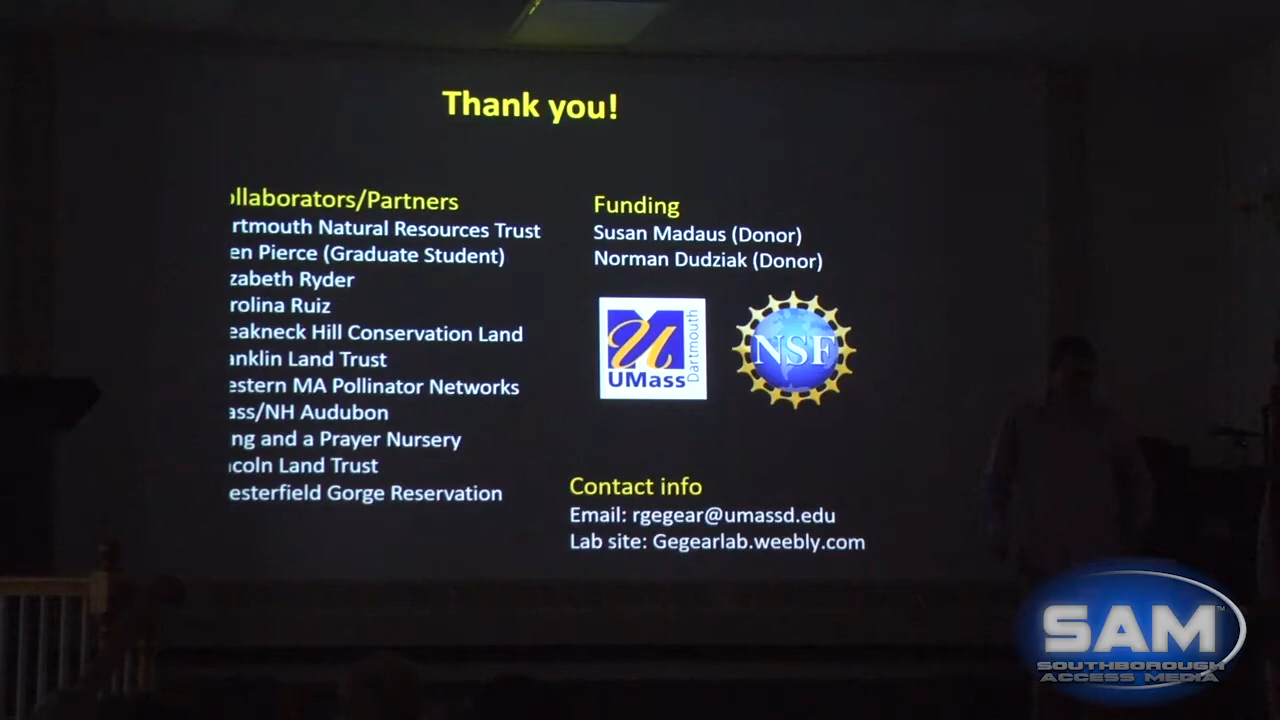 Thank you!
ollaborators/Partners
rtmouth Natural Resources Trust
en Pierce (Graduate Student)
zabeth Ryder
rolina Ruiz
eakneck Hill Conservation Land
anklin Land Trust
estern MA Pollinator Networks
ass/NH Audubon
ng and a Prayer Nursery
ncoln Land Trust
esterfield Gorge Reservation
Funding
Susan Madaus (Donor)
Norman Dudziak (Donor)
UMass
Dartmouth
NSF
Contact info
Email: rgegear@umassd.edu
Lab site: Gegearlab.weebly.com
SAM™
SOUTHBOROUGH
ACCESS MEDIA